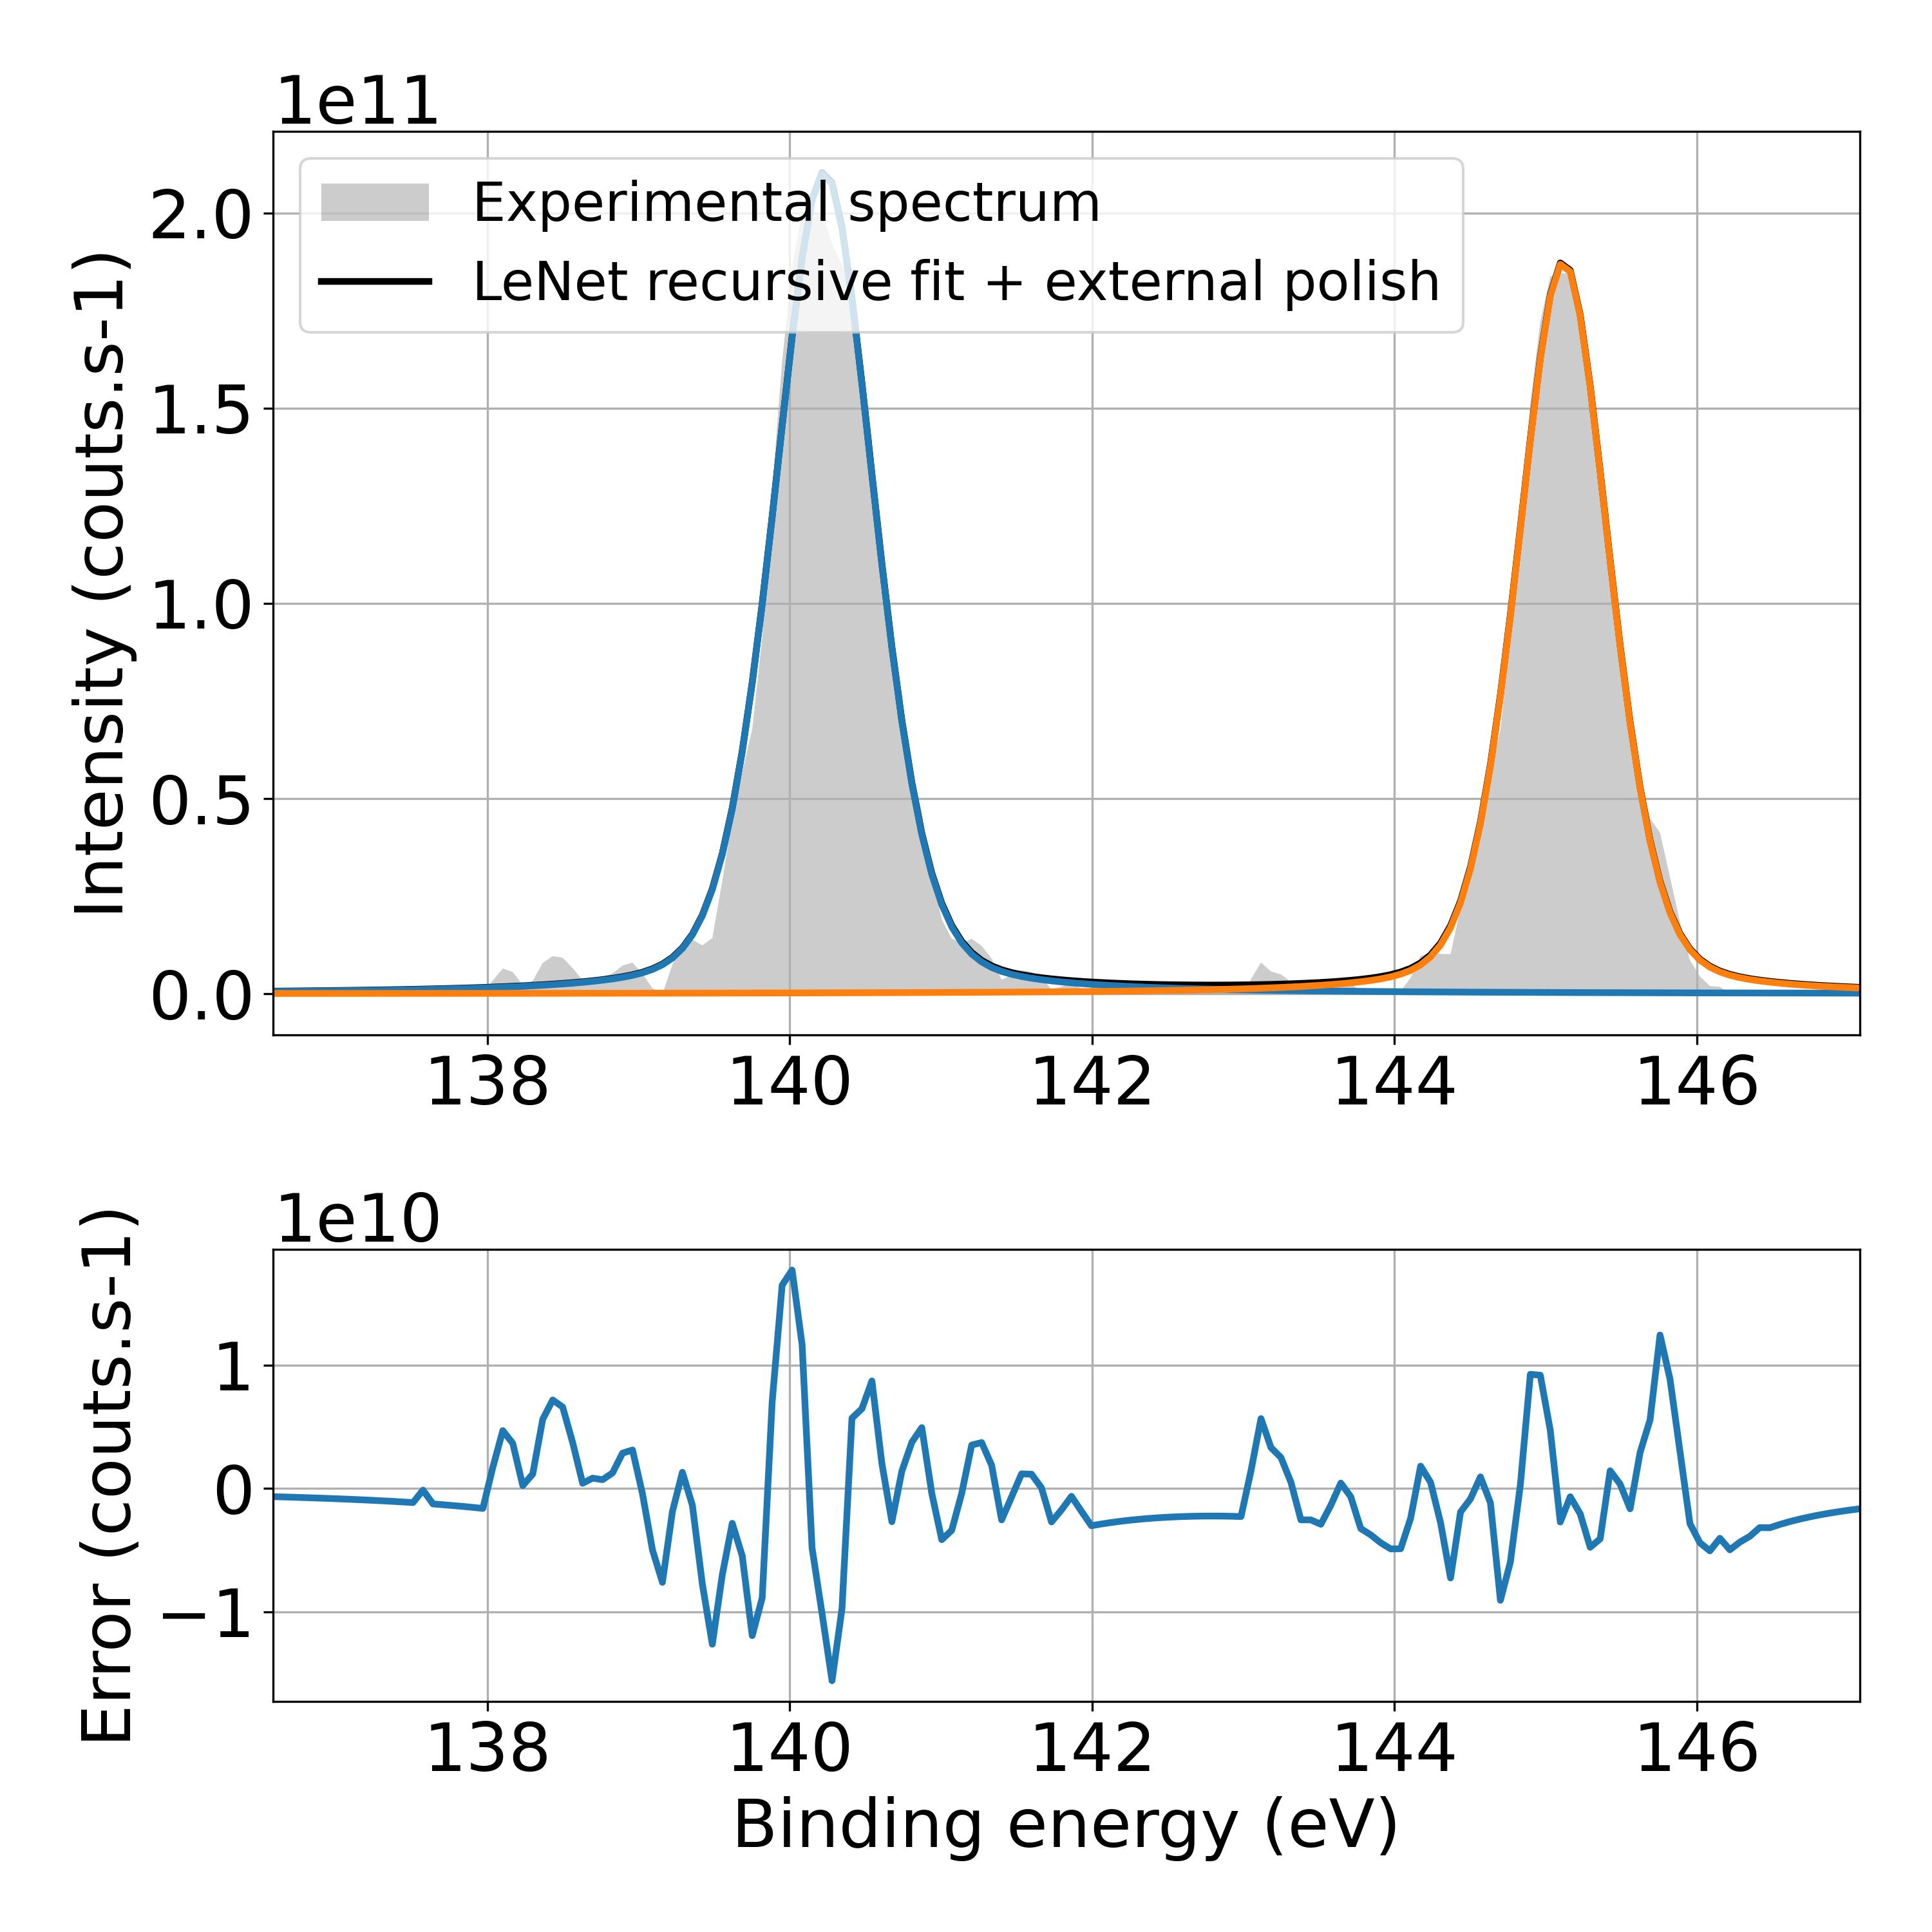 1e11
Intensity (couts.s-1)
2.0
1.5
1.0
0.5
0.0
Experimental spectrum
LeNet recursive fit + external polish
138 140 142 144 146
1e10
Error (couts.s-1)
1
0
−1
138 140 142 144 146
Binding energy (eV)